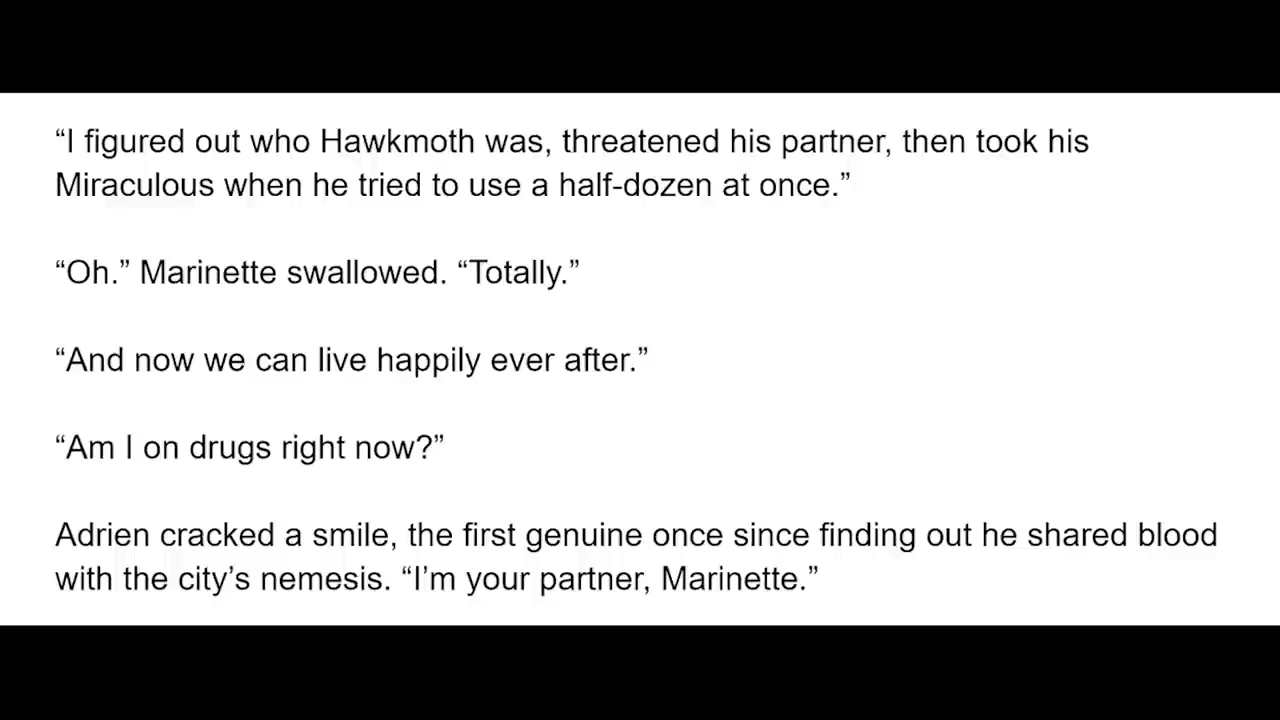 “I figured out who Hawkmoth was, threatened his partner, then took his
Miraculous when he tried to use a half-dozen at once.”
“Oh.” Marinette swallowed. “Totally.”
“And now we can live happily ever after.”
“Am I on drugs right now?”
Adrien cracked a smile, the first genuine once since finding out he shared blood
with the city’s nemesis. “I’m your partner, Marinette.”